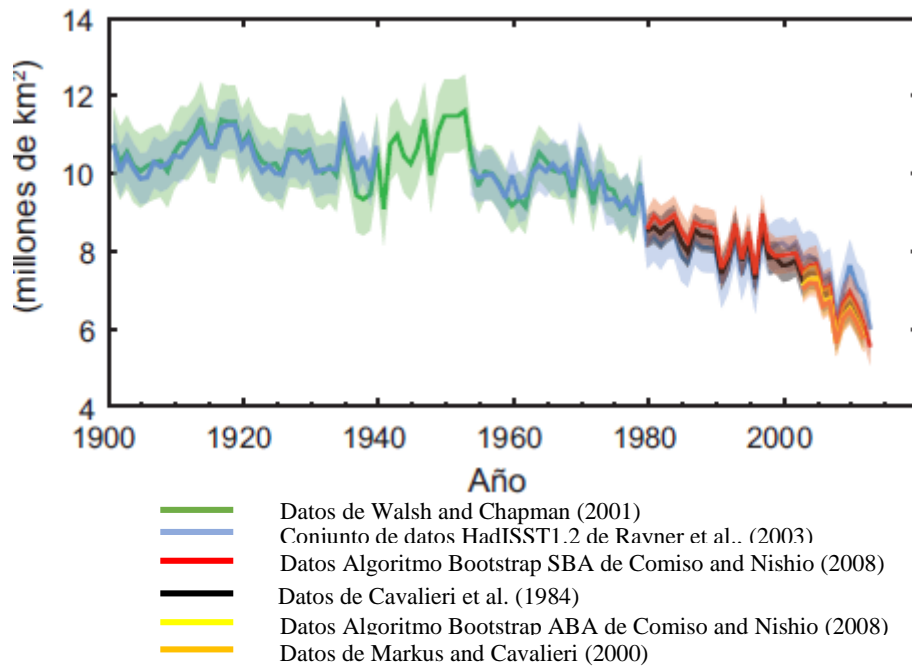 14
12
10
8
6
4
(millones de km²)
1900 1920 1940 1960 1980 2000
Año
Datos de Walsh and Chapman (2001)
Conjunto de datos HadISST1.2 de Rayner et al., (2003)
Datos Algoritmo Bootstrap SBA de Comiso and Nishio (2008)
Datos de Cavalieri et al. (1984)
Datos Algoritmo Bootstrap ABA de Comiso and Nishio (2008)
Datos de Markus and Cavalieri (2000)